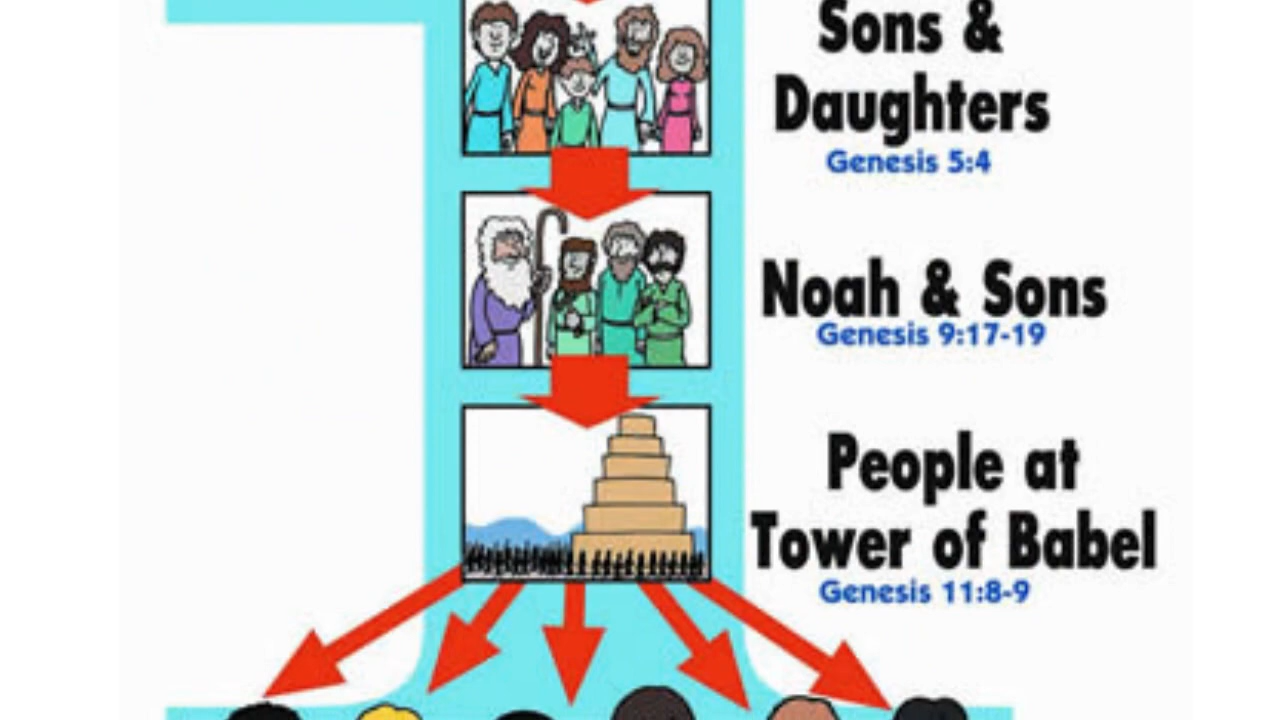 Sons &
Daughters
Genesis 5:4
Noah & Sons
Genesis 9:17-19
People at
Tower of Babel
Genesis 11:8-9